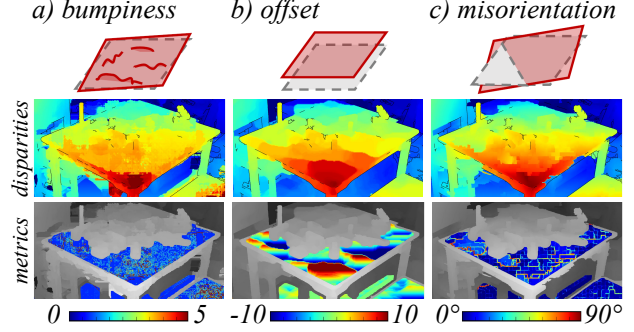 a) bumpiness b) offset c) misorientation
disparities
metrics
0 5 -10 10 0° 90°